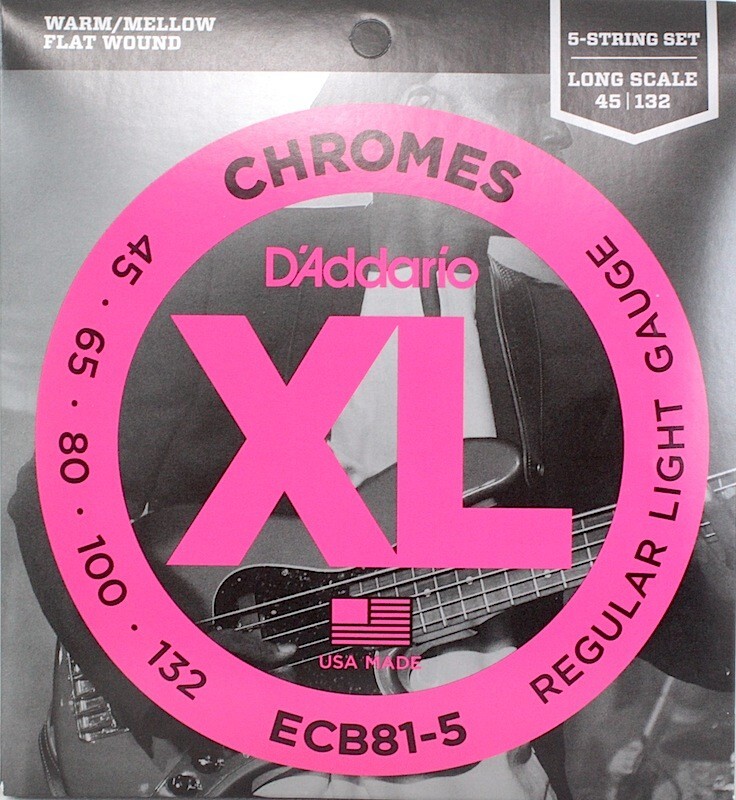 WARM/MELLOW
FLAT WOUND
5-STRING SET
LONG SCALE
45 | 132
CHROMES
D'Addario
XL
45 · 65 · 80 · 100 · 132
REGULAR LIGHT GAUGE
USA MADE
ECB81-5